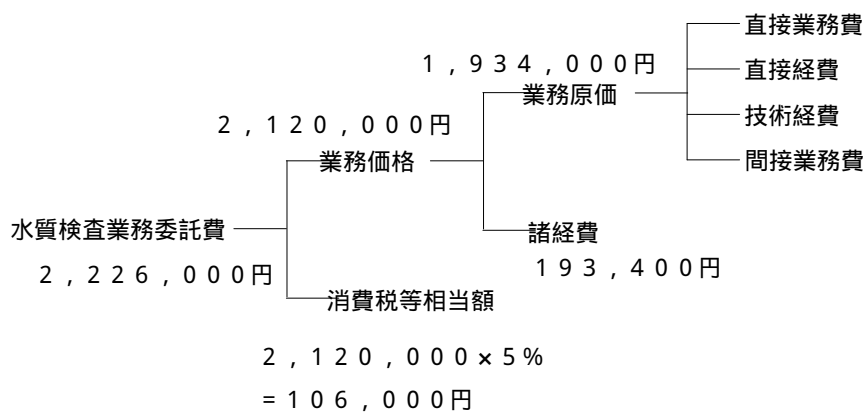 直接業務費
1,934,000円
直接経費
業務原価
2,120,000円
技術経費
業務価格
間接業務費
水質検査業務委託費
諸経費
2,226,000円
193,400円
消費税等相当額
2,120,000×5%
=106,000円